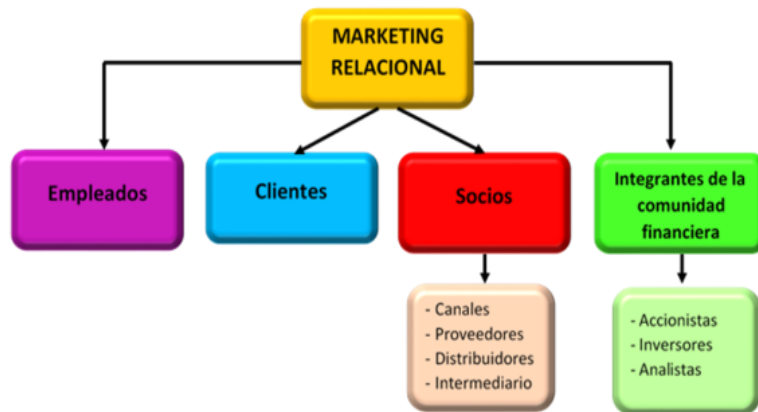 MARKETING
RELACIONAL
Empleados
Clientes
Socios
Integrantes de la
comunidad
financiera
- Canales
- Proveedores
- Distribuidores
- Intermediario
- Accionistas
- Inversores
- Analistas